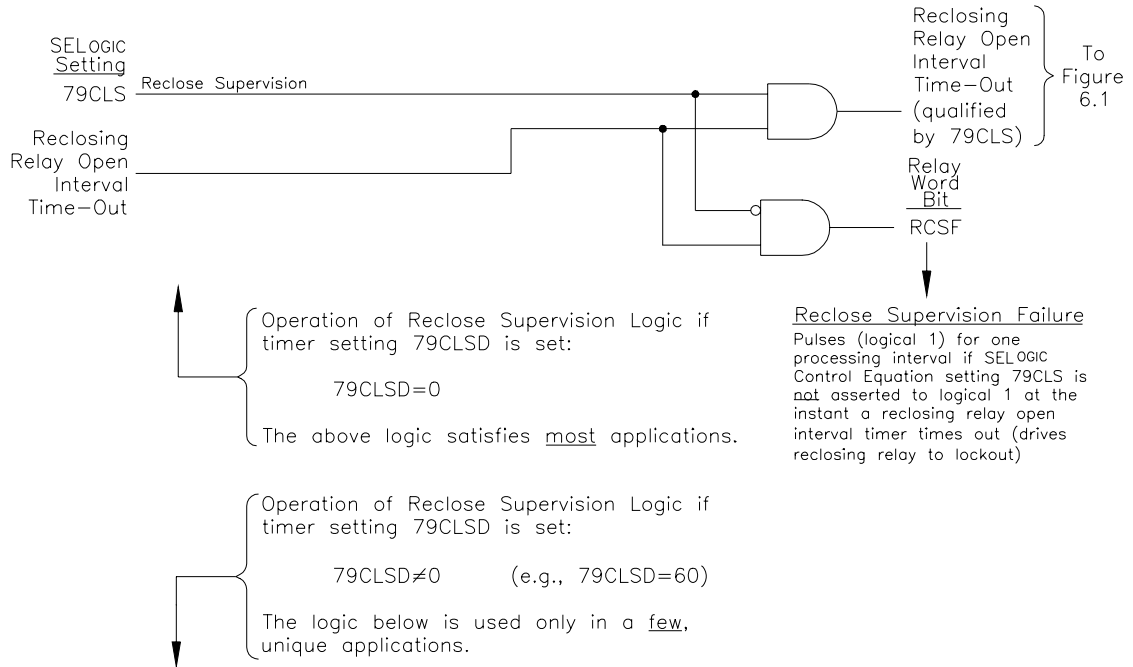 SELOGIC
Setting
79CLS
Reclose Supervision
Reclosing
Relay Open
Interval
Time-Out
Reclosing
Relay Open
Interval
Time-Out
(qualified
by 79CLS)
To
Figure
6.1
Relay
Word
Bit
RCSF
Reclose Supervision Failure
Pulses (logical 1) for one
processing interval if SELOGIC
Control Equation setting 79CLS is
not asserted to logical 1 at the
instant a reclosing relay open
interval timer times out (drives
reclosing relay to lockout)
Operation of Reclose Supervision Logic if
timer setting 79CLSD is set:
79CLSD=0
The above logic satisfies most applications.
Operation of Reclose Supervision Logic if
timer setting 79CLSD is set:
79CLSD≠0 (e.g., 79CLSD=60)
The logic below is used only in a few,
unique applications.